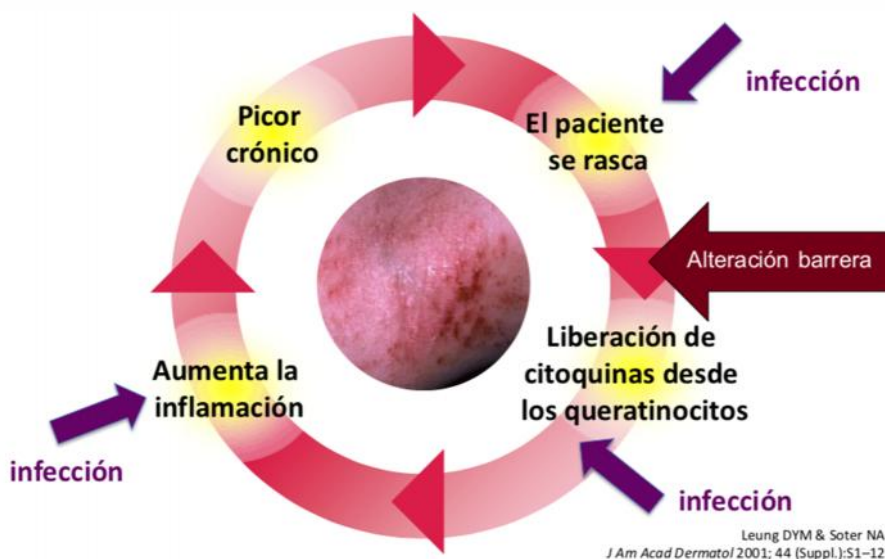 infección
Picor
crónico
El paciente
se rasca
Alteración barrera
Liberación de
citoquinas desde
los queratinocitos
Aumenta la
inflamación
infección
infección
Leung DYM & Soter NA
J Am Acad Dermatol 2001; 44 (Suppl.):S1–12